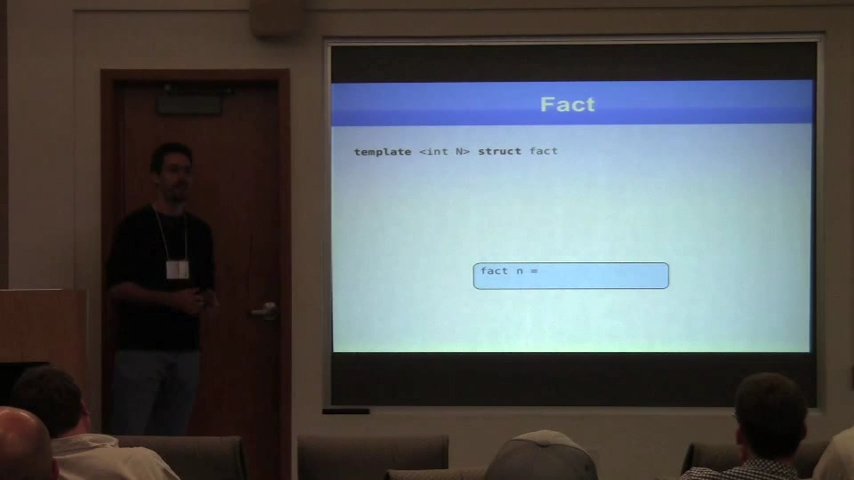 Fact
template <int N> struct fact
fact n =